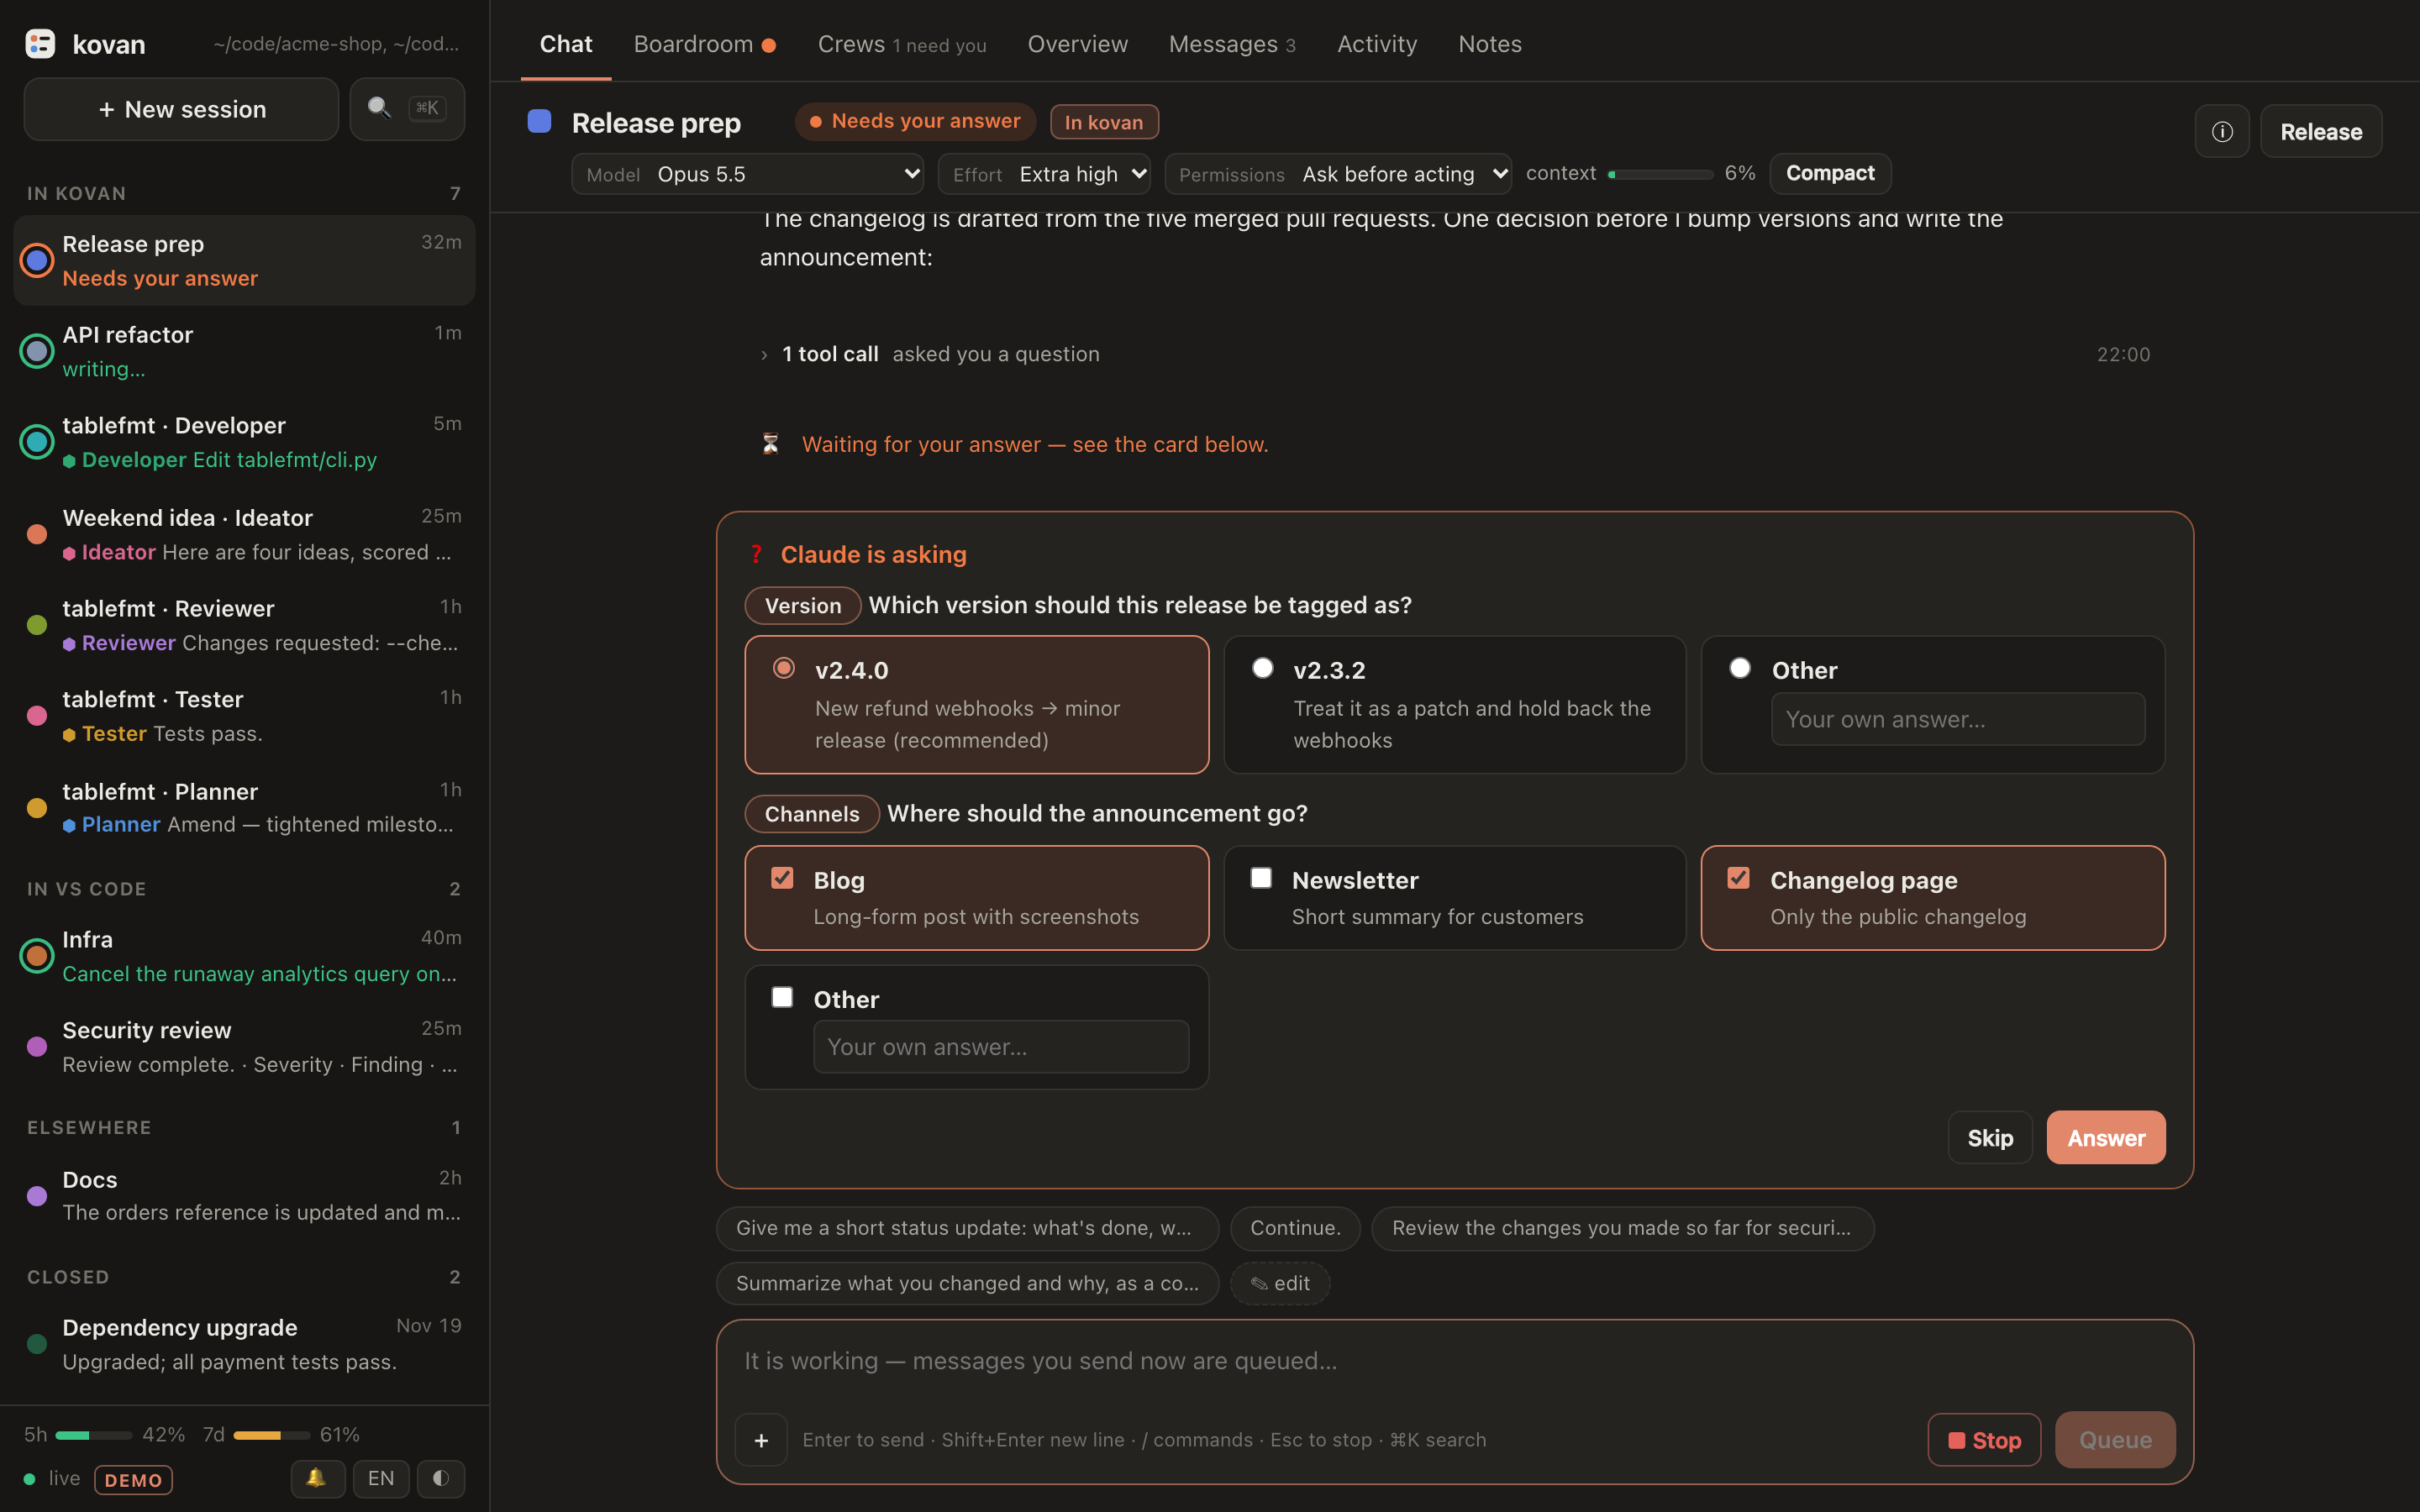 kovan
~/code/acme-shop, ~/cod...
+ New session
⌘K
IN KOVAN 7
Release prep 32m
Needs your answer
API refactor 1m
writing...
tablefmt · Developer 5m
Developer Edit tablefmt/cli.py
Weekend idea · Ideator 25m
Ideator Here are four ideas, scored ...
tablefmt · Reviewer 1h
Reviewer Changes requested: --che...
tablefmt · Tester 1h
Tester Tests pass.
tablefmt · Planner 1h
Planner Amend — tightened milesto...
IN VS CODE 2
Infra 40m
Cancel the runaway analytics query on...
Security review 25m
Review complete. · Severity · Finding · ...
ELSEWHERE 1
Docs 2h
The orders reference is updated and m...
CLOSED 2
Dependency upgrade Nov 19
Upgraded; all payment tests pass.
5h 42% 7d 61%
live DEMO EN
Chat Boardroom Crews 1 need you Overview Messages 3 Activity Notes
Release prep Needs your answer In kovan
Release
Model Opus 5.5 Effort Extra high Permissions Ask before acting context 6% Compact
The changelog is drafted from the five merged pull requests. One decision before I bump versions and write the
announcement:
› 1 tool call asked you a question 22:00
Waiting for your answer — see the card below.
? Claude is asking
Version Which version should this release be tagged as?
v2.4.0
New refund webhooks → minor
release (recommended)
v2.3.2
Treat it as a patch and hold back the
webhooks
Other
Your own answer...
Channels Where should the announcement go?
Blog
Long-form post with screenshots
Newsletter
Short summary for customers
Changelog page
Only the public changelog
Other
Your own answer...
Skip Answer
Give me a short status update: what's done, w... Continue. Review the changes you made so far for securi...
Summarize what you changed and why, as a co... ✎ edit
It is working — messages you send now are queued...
+ Enter to send · Shift+Enter new line · / commands · Esc to stop · ⌘K search
Stop Queue